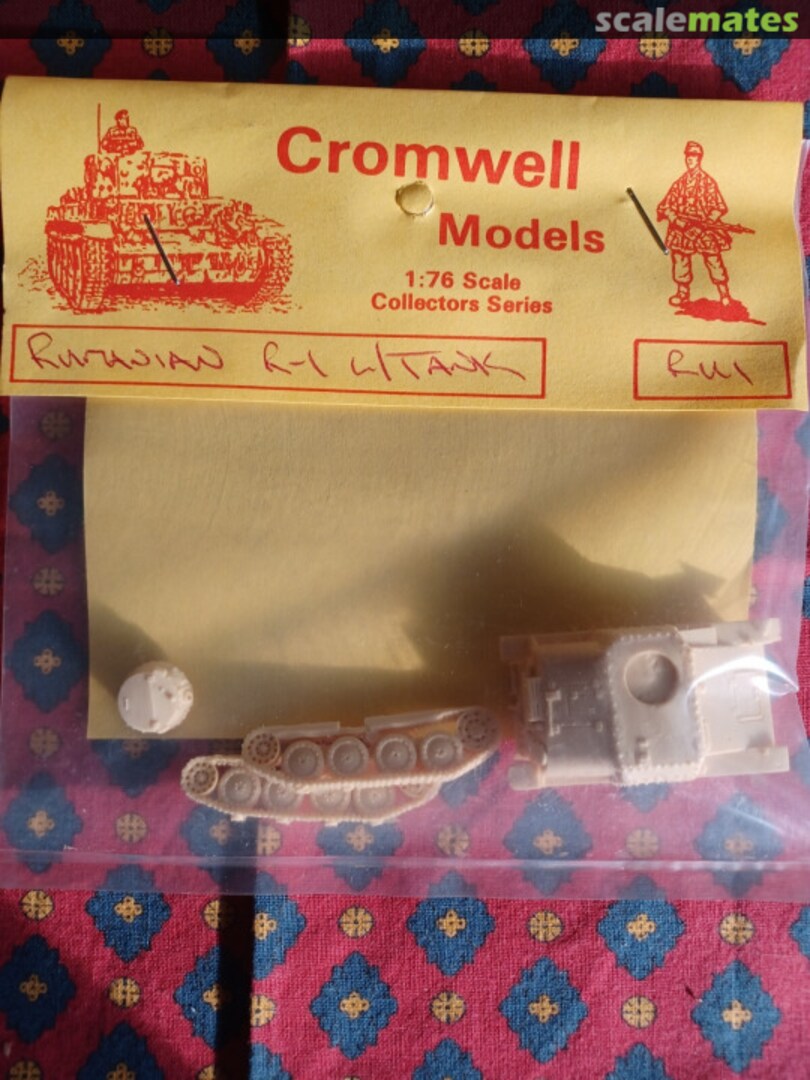 scalemates
Cromwell
Models
1:76 Scale
Collectors Series
RUMANIAN R-1 L/TANK
RU1